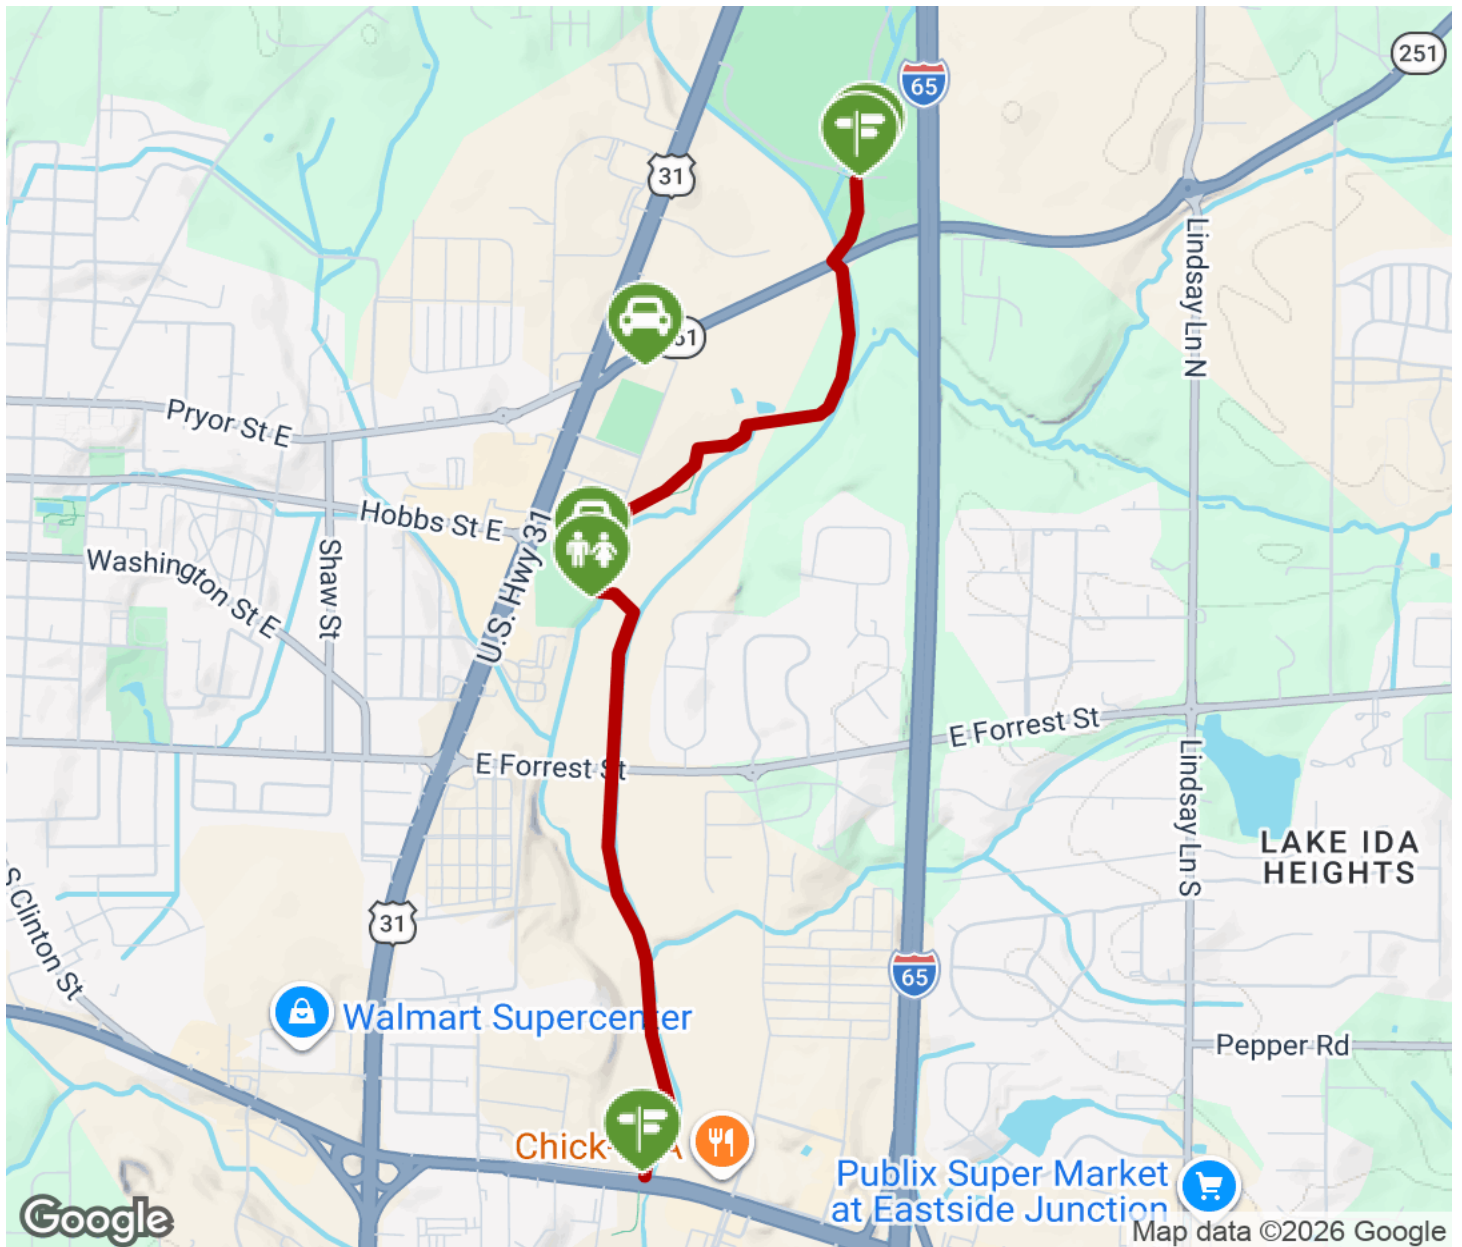 65
251
31
Lindsay Ln N
Pryor St E
Hobbs St E
U.S. Hwy 31
Washington St E
Shaw St
E Forrest St
E Forrest St
Lindsay Ln S
LAKE IDA
HEIGHTS
S Clinton St
31
65
Walmart Supercenter
Pepper Rd
Chick-
A
Publix Super Market
at Eastside Junction
Google
Map data ©2026 Google